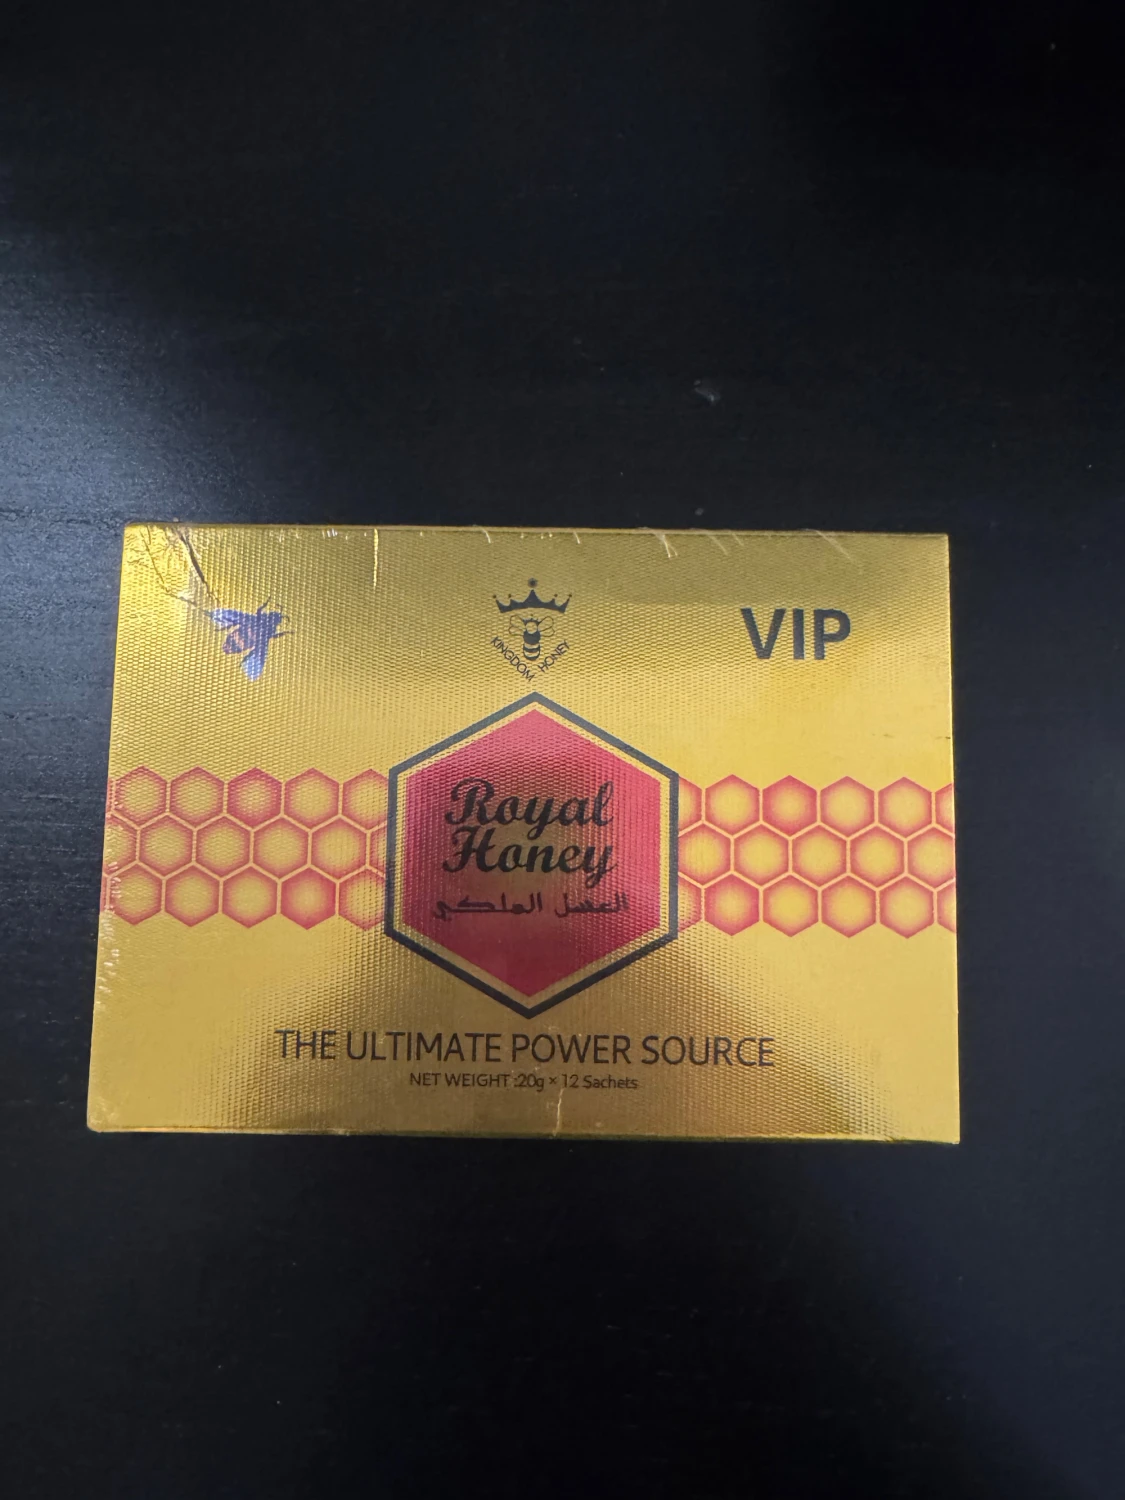 KINGDOM HONEY
VIP
Royal
Honey
العسل الملكي
THE ULTIMATE POWER SOURCE
NET WEIGHT :20g × 12 Sachets